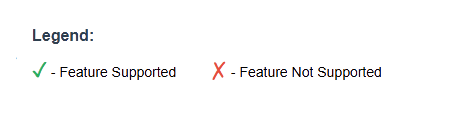 Legend:
✓ - Feature Supported ✗ - Feature Not Supported